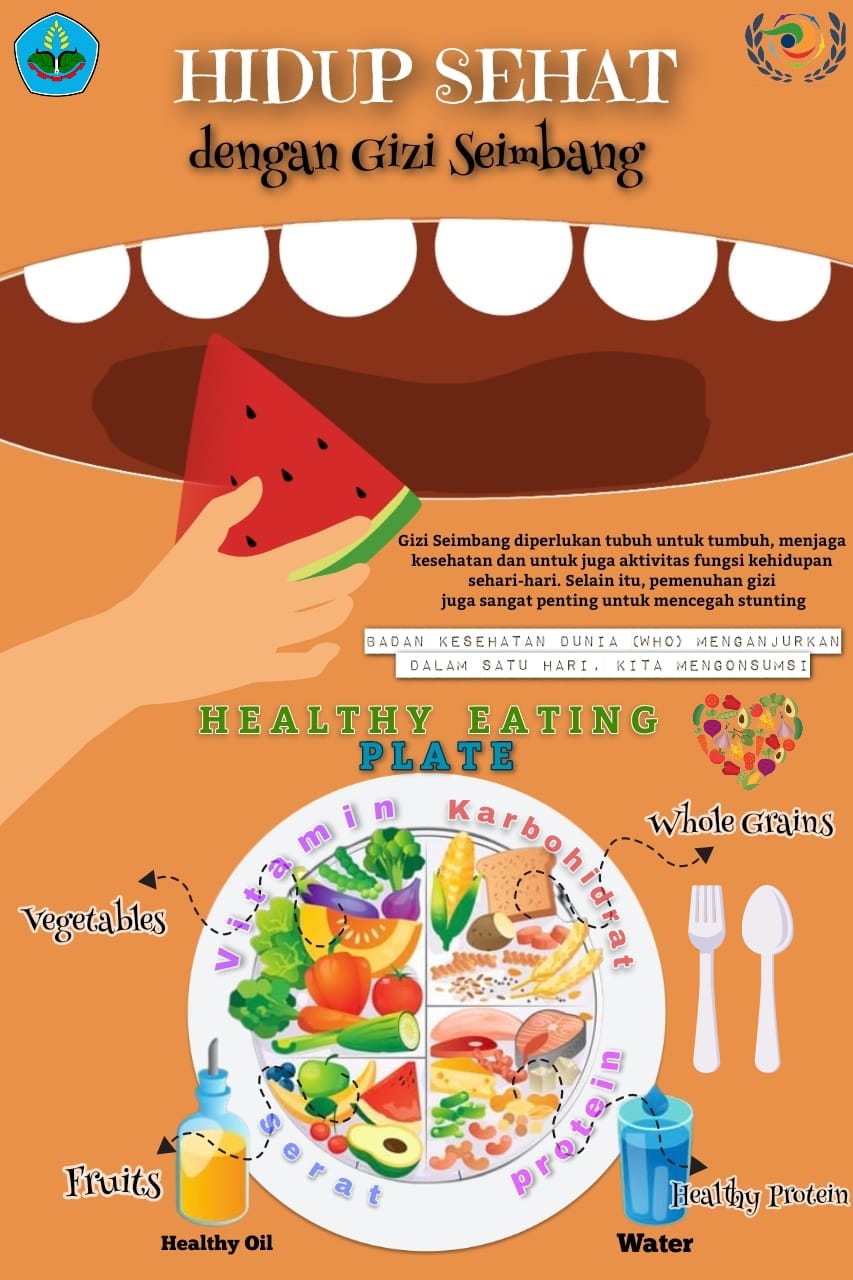 HIDUP SEHAT
dengan Gizi Seimbang
Gizi Seimbang diperlukan tubuh untuk tumbuh, menjaga
kesehatan dan untuk juga aktivitas fungsi kehidupan
sehari-hari. Selain itu, pemenuhan gizi
juga sangat penting untuk mencegah stunting
BADAN KESEHATAN DUNIA (WHO) MENGANJURKAN
DALAM SATU HARI, KITA MENGONSUMSI
HEALTHY EATING
PLATE
Vitamin
Karbohidrat
Whole Grains
Vegetables
protein
Serat
Fruits
Healthy Protein
Healthy Oil
Water